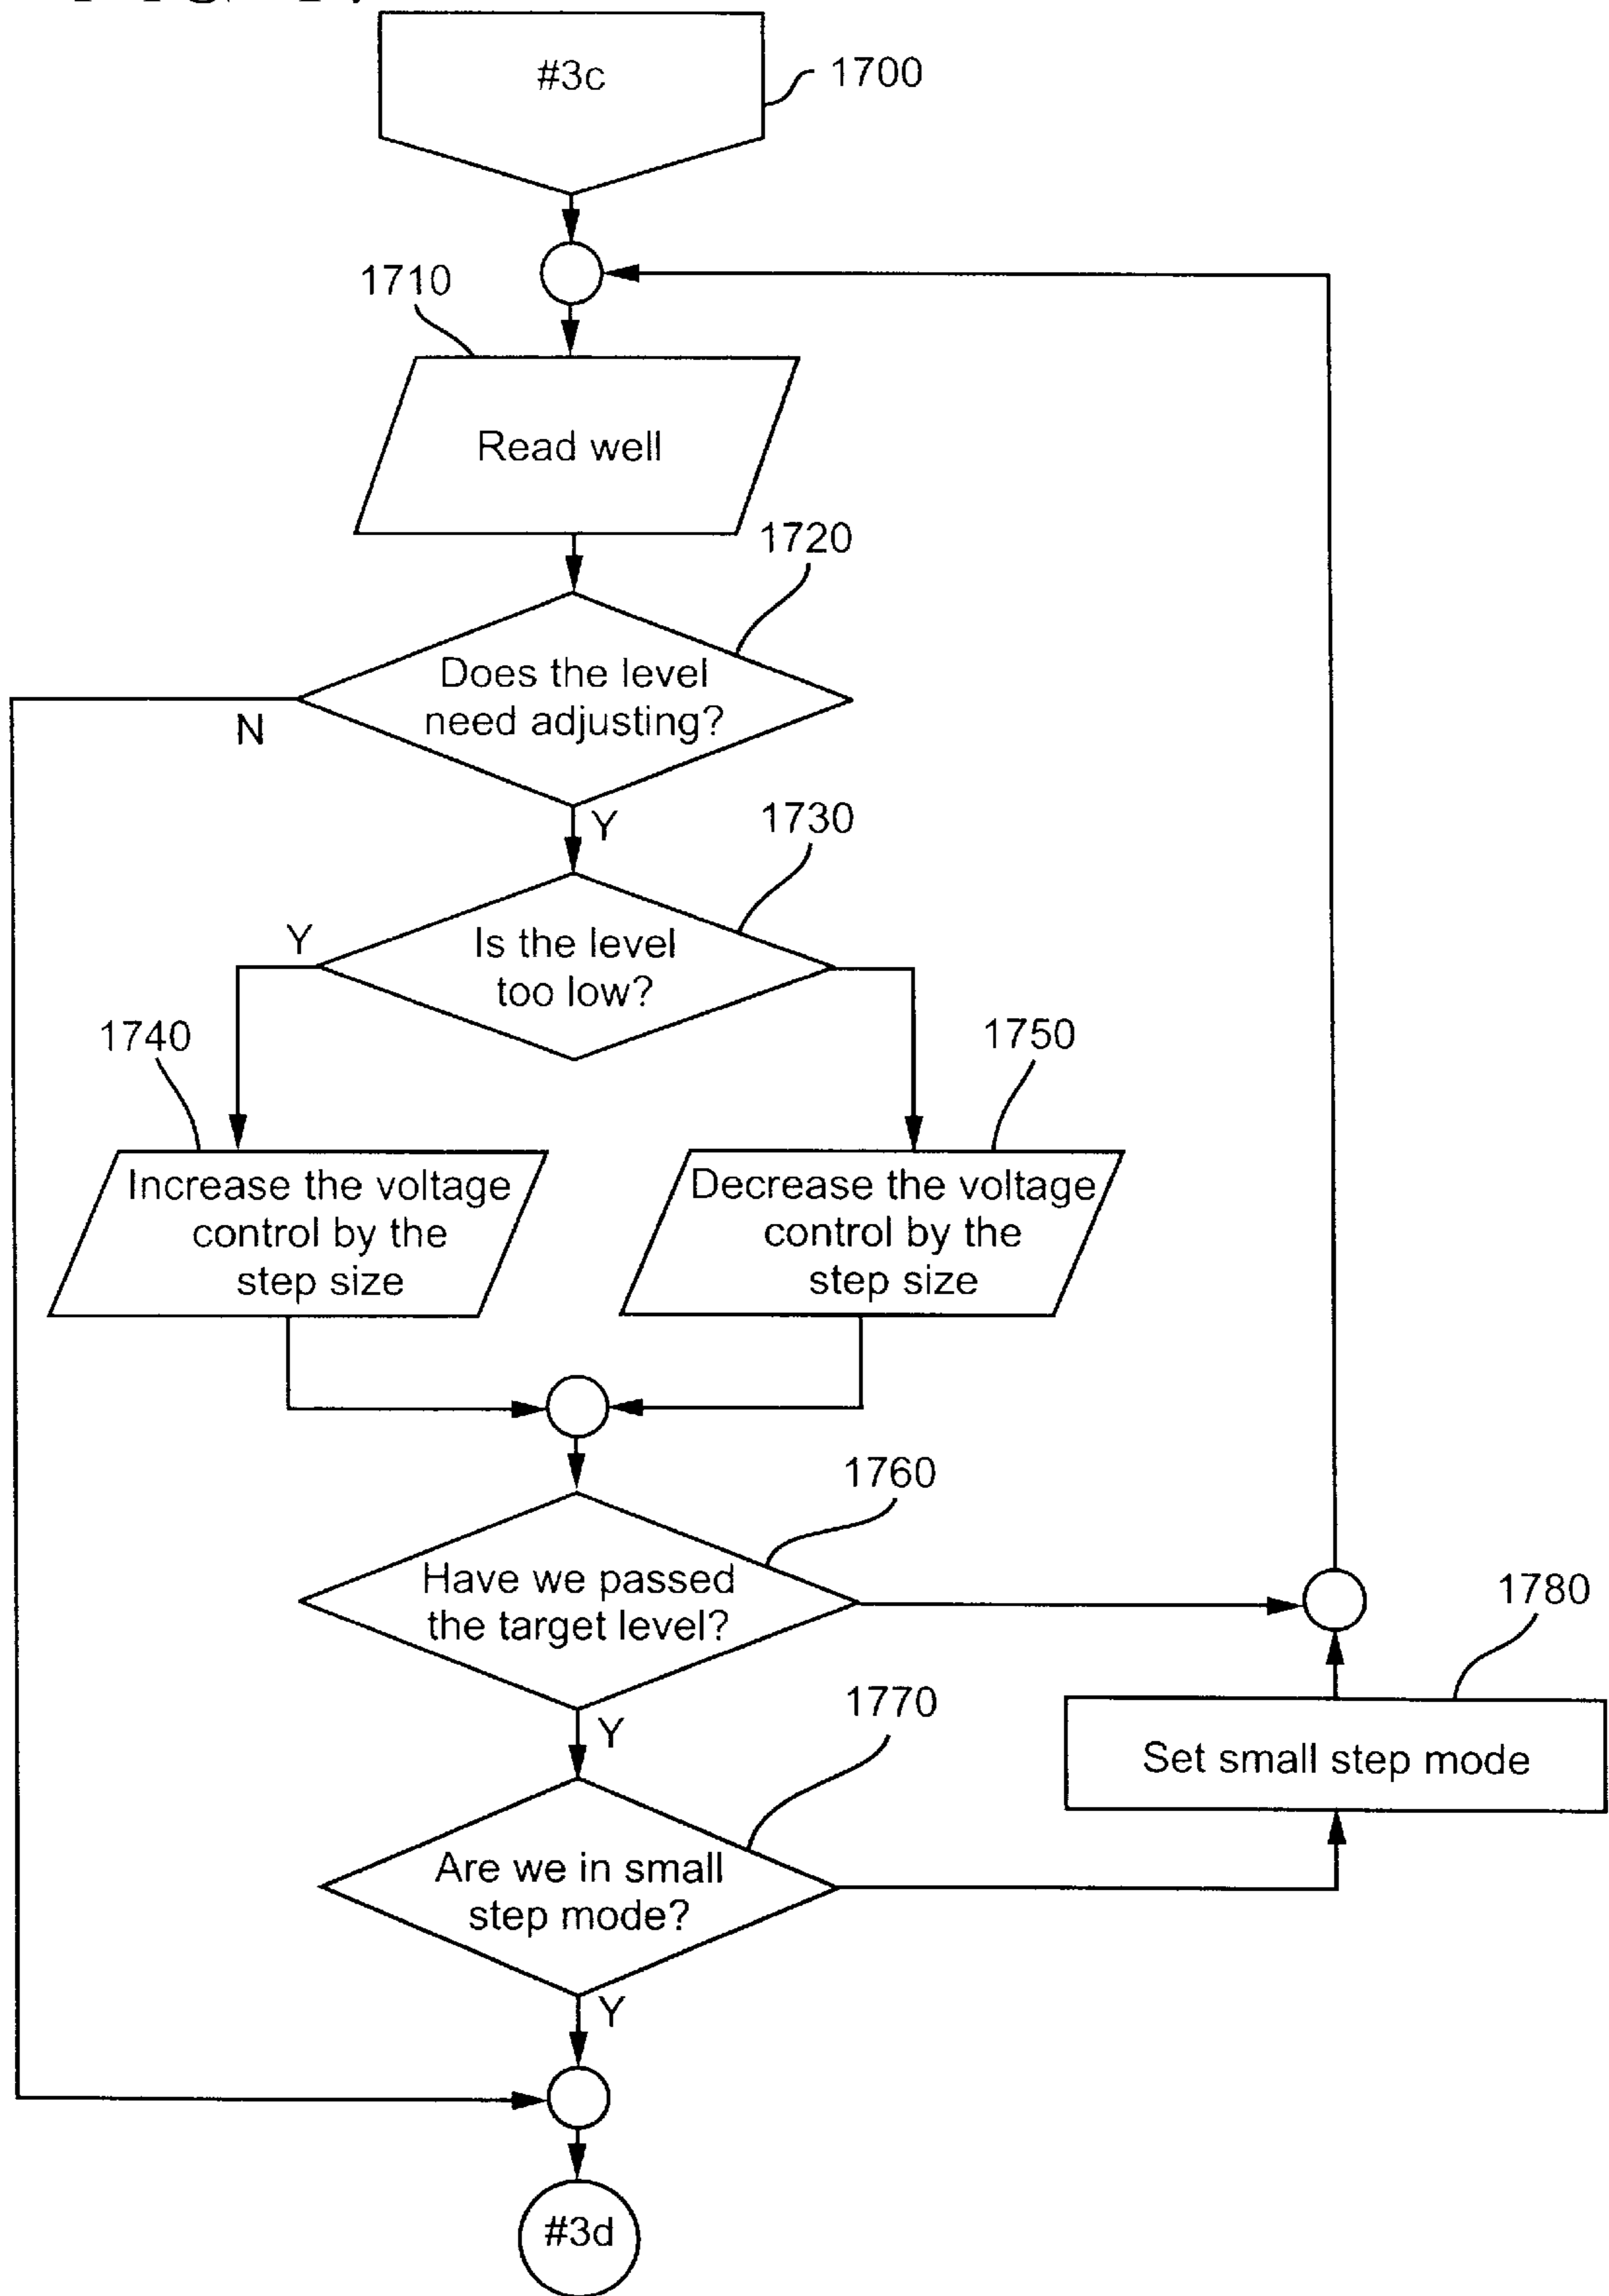 #3c
1700
1710
Read well
1720
Does the level
need adjusting?
N
Y
1730
Is the level
too low?
Y
1740
1750
Increase the voltage
control by the
step size
Decrease the voltage
control by the
step size
1760
Have we passed
the target level?
Y
1780
Set small step mode
1770
Are we in small
step mode?
Y
#3d